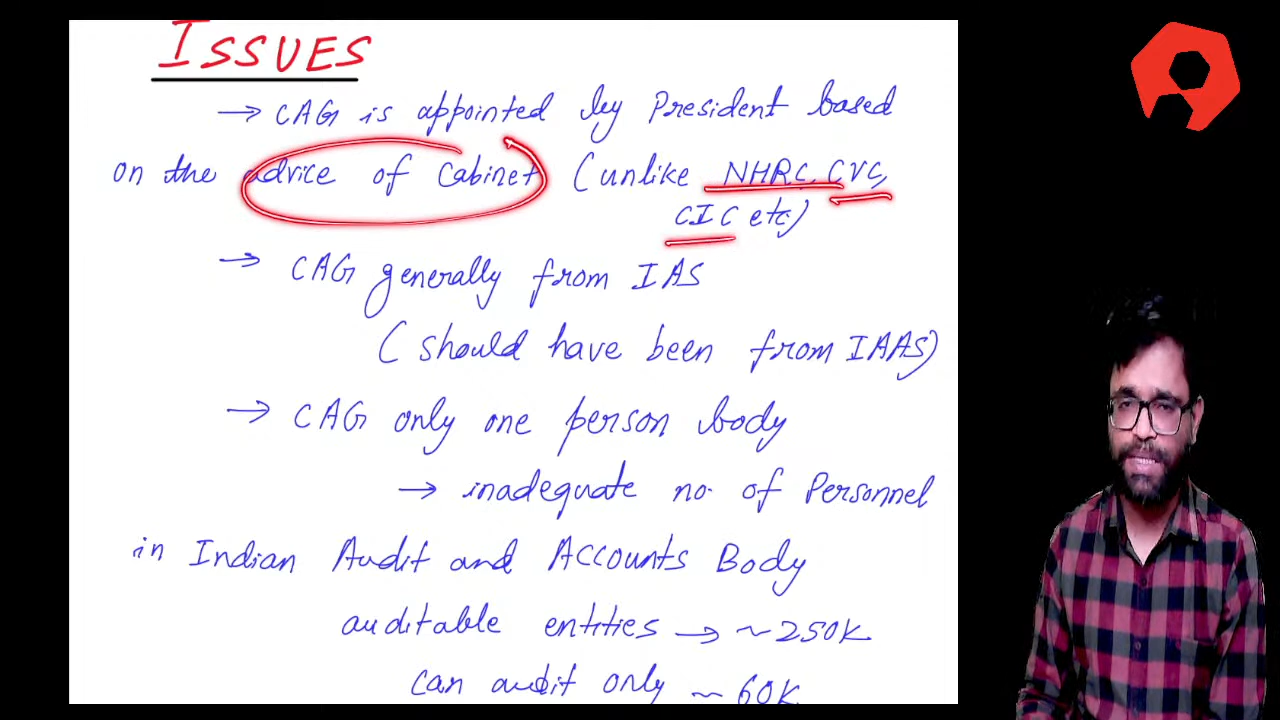 ISSUES
→ CAG is appointed by President based
on the advice of Cabinet (unlike NHRC, CVC,
CIC etc)
→ CAG generally from IAS
( should have been from IAAS)
→ CAG only one person body
→ inadequate no. of Personnel
in Indian Audit and Accounts Body
auditable entities → ~250K
can audit only ~ 60K